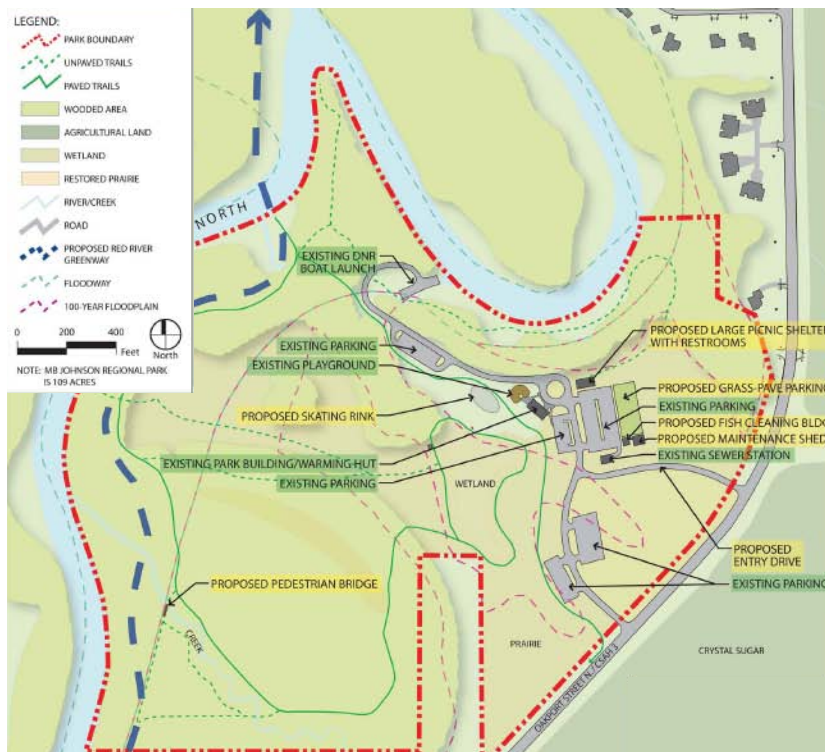 LEGEND:
PARK BOUNDARY
UNPAVED TRAILS
PAVED TRAILS
WOODED AREA
AGRICULTURAL LAND
WETLAND
RESTORED PRAIRIE
RIVER/CREEK
ROAD
PROPOSED RED RIVER
GREENWAY
FLOODWAY
100-YEAR FLOODPLAIN
0 200 400
Feet
North
NOTE: MB JOHNSON REGIONAL PARK
IS 109 ACRES
NORTH
EXISTING DNR
BOAT LAUNCH
EXISTING PARKING
EXISTING PLAYGROUND
PROPOSED SKATING RINK
EXISTING PARK BUILDING/WARMING HUT
EXISTING PARKING
PROPOSED LARGE PICNIC SHELTER
WITH RESTROOMS
PROPOSED GRASS-PAVE PARKING
EXISTING PARKING
PROPOSED FISH CLEANING BLDG
PROPOSED MAINTENANCE SHED
EXISTING SEWER STATION
WETLAND
PROPOSED
ENTRY DRIVE
EXISTING PARKING
PROPOSED PEDESTRIAN BRIDGE
CREEK
PRAIRIE
OAKPORT STREET N. / CSAH 3
CRYSTAL SUGAR